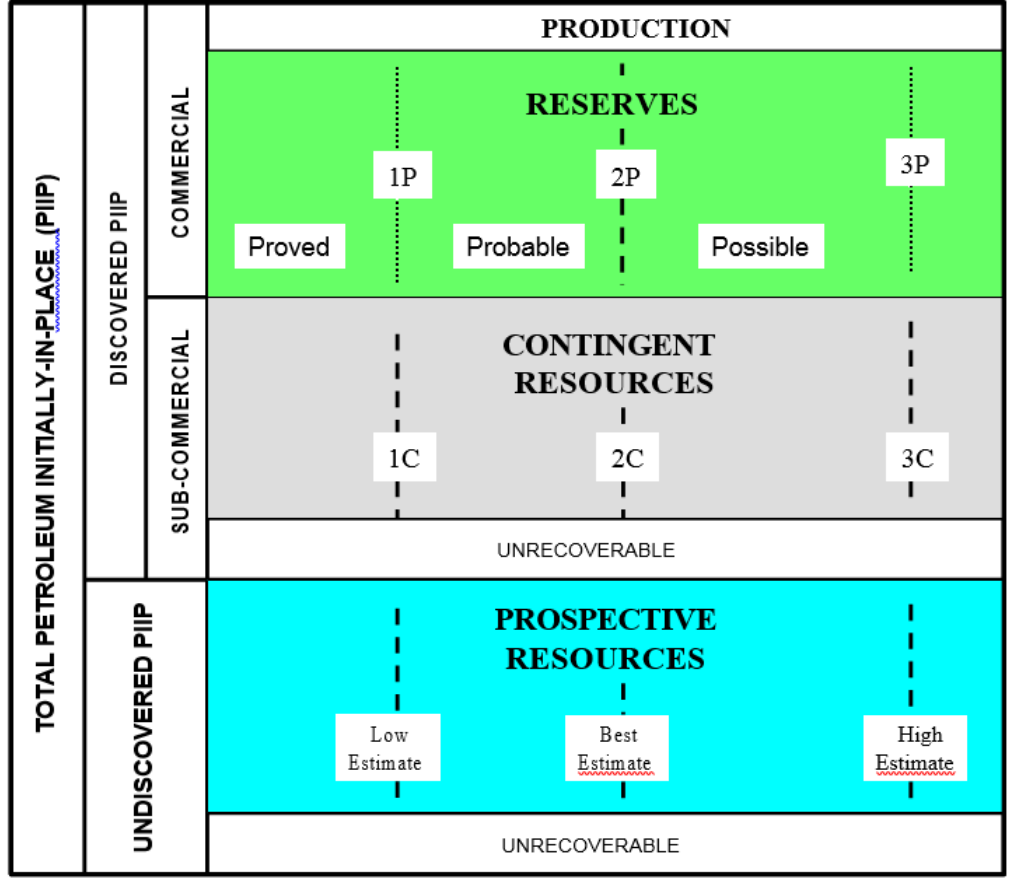 TOTAL PETROLEUM INITIALLY-IN-PLACE (PIIP)
DISCOVERED PIIP
COMMERCIAL
PRODUCTION
RESERVES
1P
2P
3P
Proved
Probable
Possible
SUB-COMMERCIAL
CONTINGENT
RESOURCES
1C
2C
3C
UNRECOVERABLE
UNDISCOVERED PIIP
PROSPECTIVE
RESOURCES
Low
Estimate
Best
Estimate
High
Estimate
UNRECOVERABLE